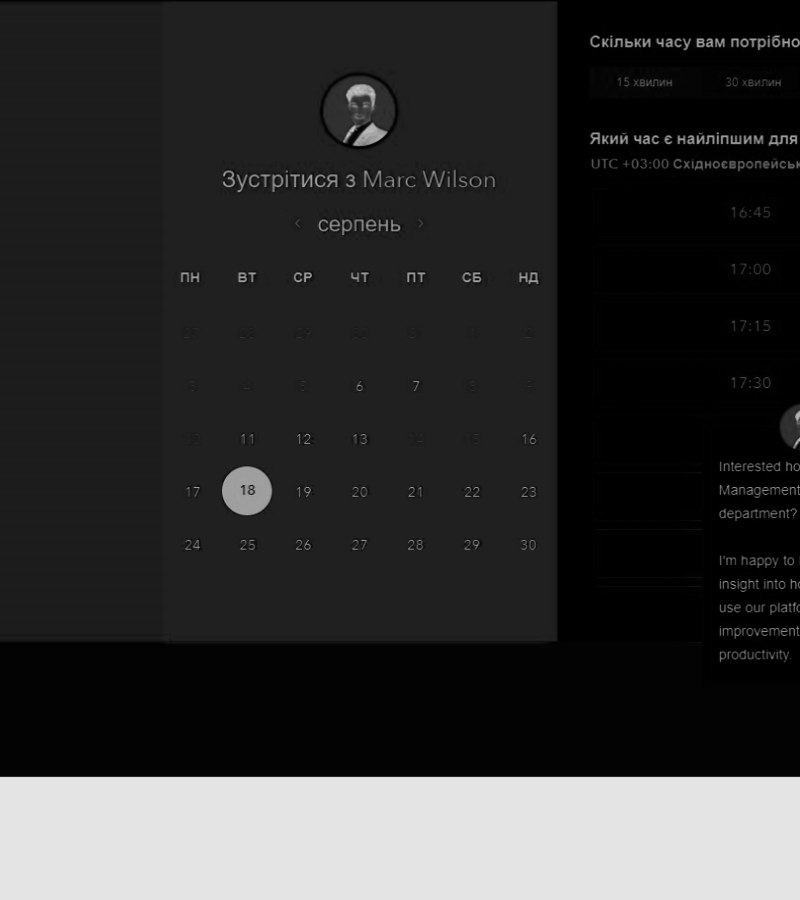 Зустрітися з Marc Wilson
‹ серпень ›
ПН ВТ СР ЧТ ПТ СБ НД
27 28 29 30 31 1 2
3 4 5 6 7 8 9
10 11 12 13 14 15 16
17 18 19 20 21 22 23
24 25 26 27 28 29 30
Скільки часу вам потрібно
15 хвилин 30 хвилин
Який час є найліпшим для
UTC +03:00 Східноєвропейськ
16:45
17:00
17:15
17:30
Interested ho
Management
department?
I'm happy to
insight into ho
use our platfo
improvement
productivity.